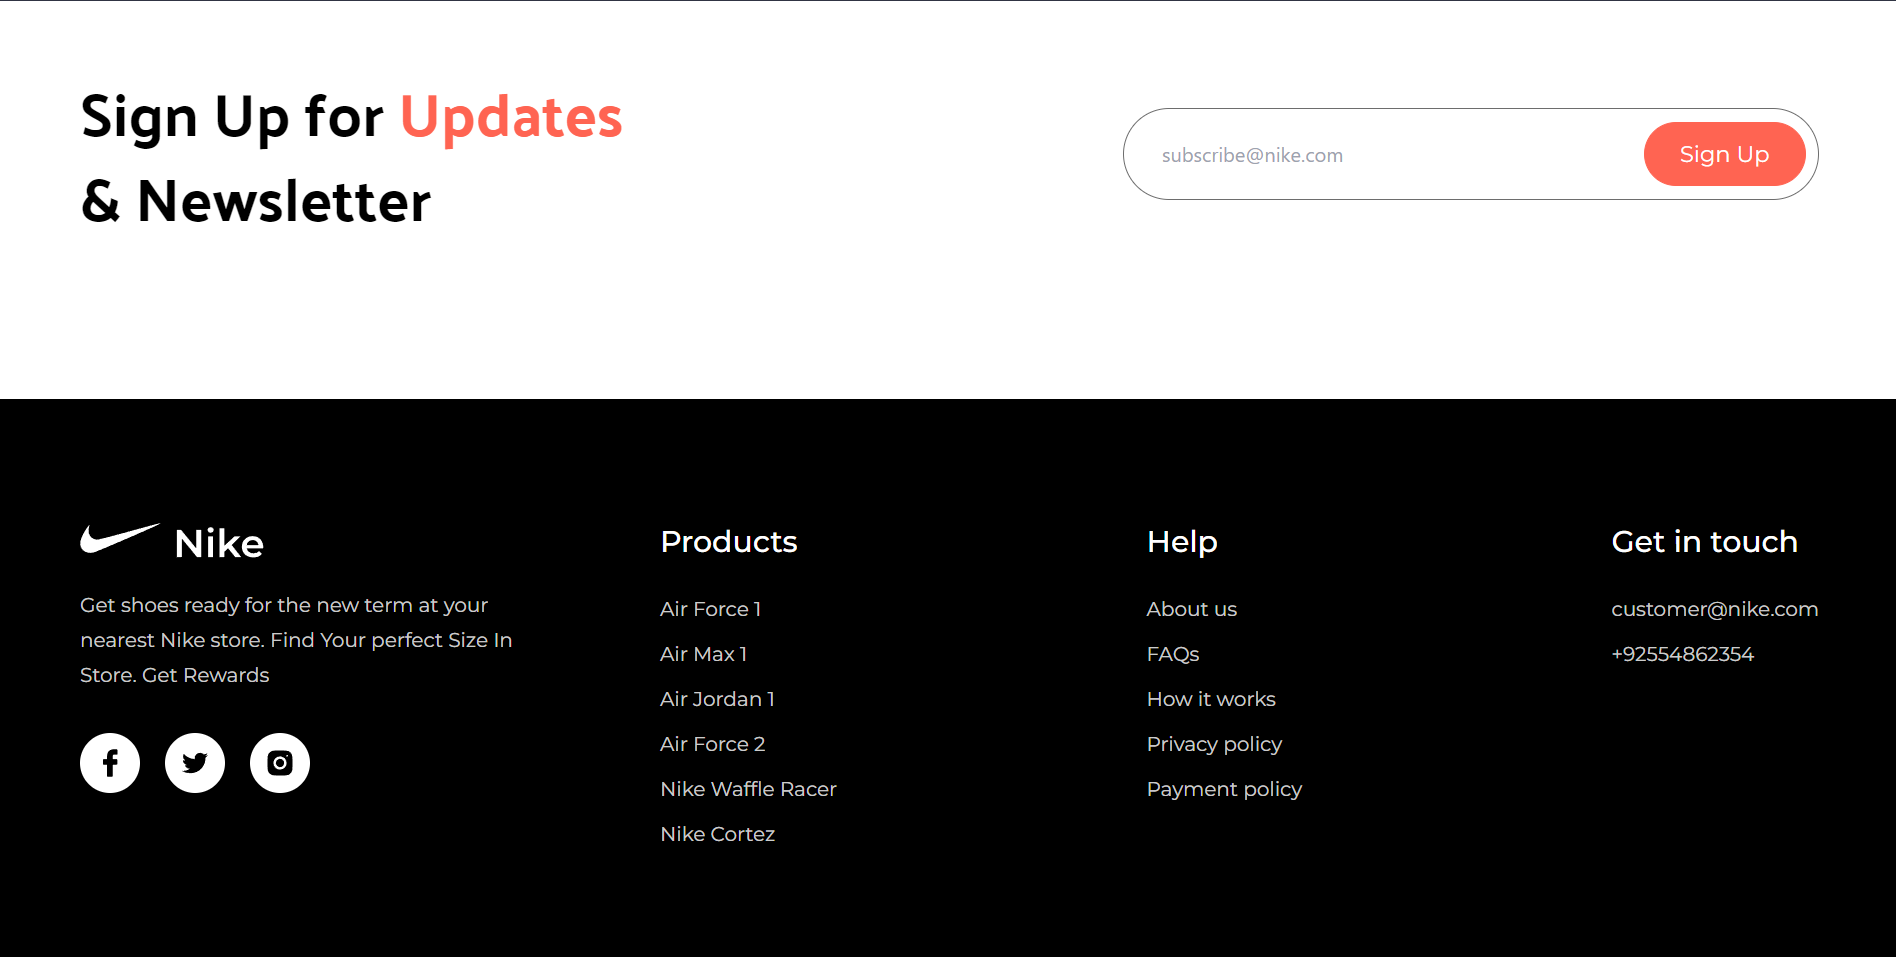 Sign Up for Updates
& Newsletter
subscribe@nike.com
Sign Up
Nike
Get shoes ready for the new term at your
nearest Nike store. Find Your perfect Size In
Store. Get Rewards
Products
Air Force 1
Air Max 1
Air Jordan 1
Air Force 2
Nike Waffle Racer
Nike Cortez
Help
About us
FAQs
How it works
Privacy policy
Payment policy
Get in touch
customer@nike.com
+92554862354